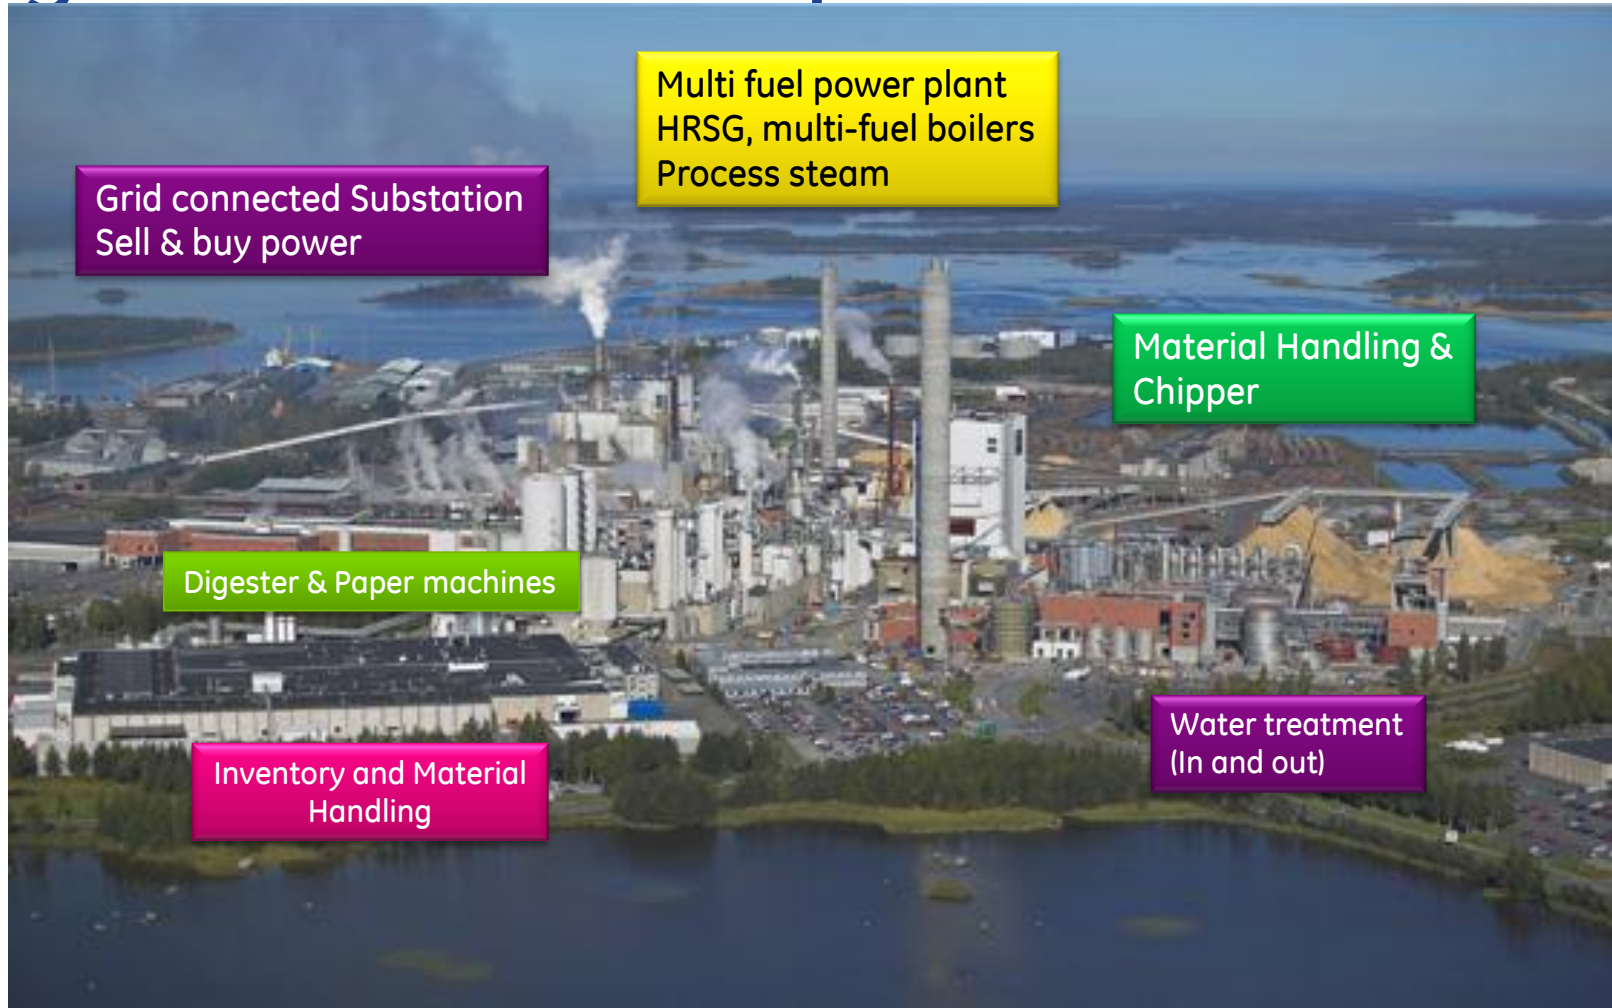 Multi fuel power plant
HRSG, multi-fuel boilers
Process steam
Grid connected Substation
Sell & buy power
Material Handling &
Chipper
Digester & Paper machines
Water treatment
(In and out)
Inventory and Material
Handling